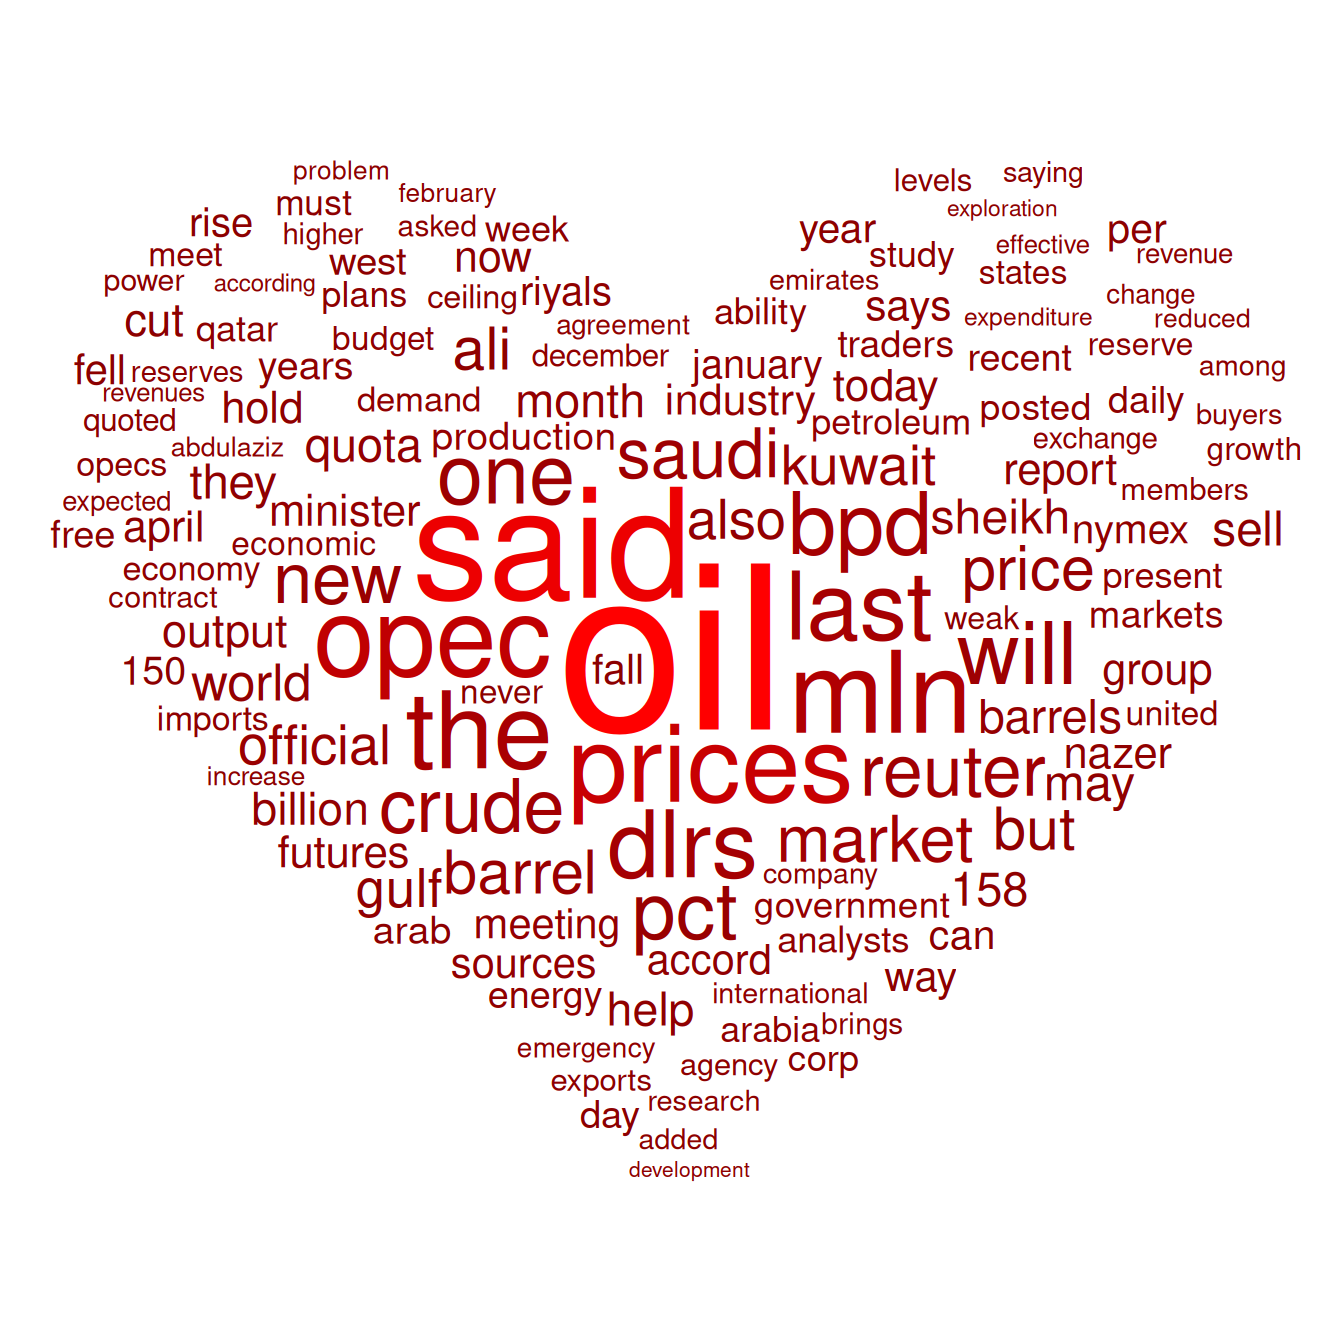 problem
saying
levels
february
must
exploration
rise
higher
asked
week
year
per
effective
meet
west
now
study
revenue
power
according
states
emirates
plans
ceiling
riyals
change
cut
qatar
ability
says
expenditure
reduced
budget
agreement
ali
december
traders
reserve
fell
reserves
years
january
recent
among
revenues
today
demand
month
industry
posted
daily
quoted
hold
petroleum
buyers
abdulaziz
quota
production
exchange
growth
opecs
one
saudi
kuwait
report
they
members
expected
minister
said
also
bpd
sheikh
nymex
sell
free
april
economic
economy
new
price
present
contract
oil
last
weak
markets
output
opec
will
150
world
fall
group
never
mln
imports
the
barrels
united
official
nazer
increase
prices
reuter
may
billion
crude
dlrs
market
but
futures
barrel
company
gulf
pct
government
158
arab
meeting
analysts
can
sources
accord
way
energy
help
international
arabia
brings
emergency
agency
corp
exports
research
day
added
development